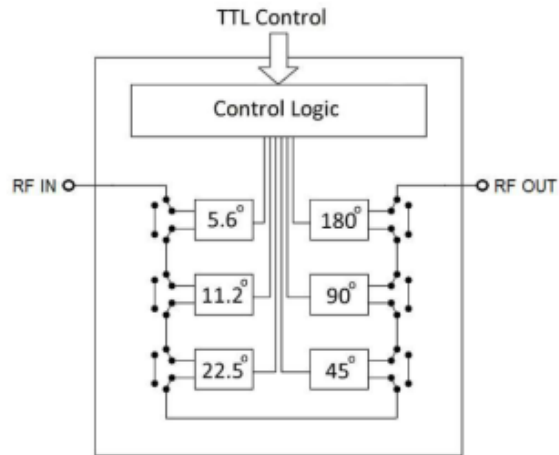 TTL Control
Control Logic
RF IN
RF OUT
5.6°
180°
11.2°
90°
22.5°
45°